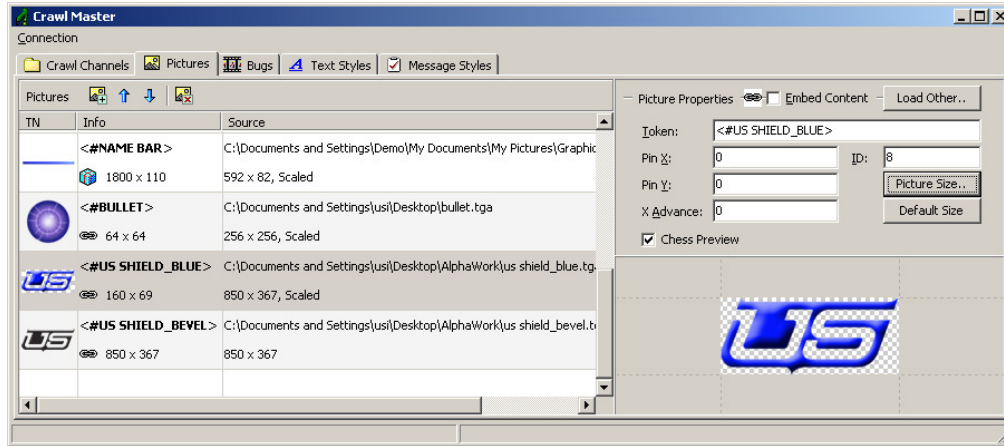 Crawl Master
Connection
Crawl Channels Pictures Bugs Text Styles Message Styles
Pictures
TN Info Source
<#NAME BAR> C:\Documents and Settings\Demo\My Documents\My Pictures\Graphic
1800 x 110 592 x 82, Scaled
<#BULLET> C:\Documents and Settings\usi\Desktop\bullet.tga
64 x 64 256 x 256, Scaled
<#US SHIELD_BLUE> C:\Documents and Settings\usi\Desktop\AlphaWork\us shield_blue.tg
US
160 x 69 850 x 367, Scaled
<#US SHIELD_BEVEL> C:\Documents and Settings\usi\Desktop\AlphaWork\us shield_bevel.t
US
850 x 367 850 x 367
Picture Properties Embed Content Load Other..
Token: <#US SHIELD_BLUE>
Pin X: 0 ID: 8
Pin Y: 0 Picture Size..
X Advance: 0 Default Size
Chess Preview
US